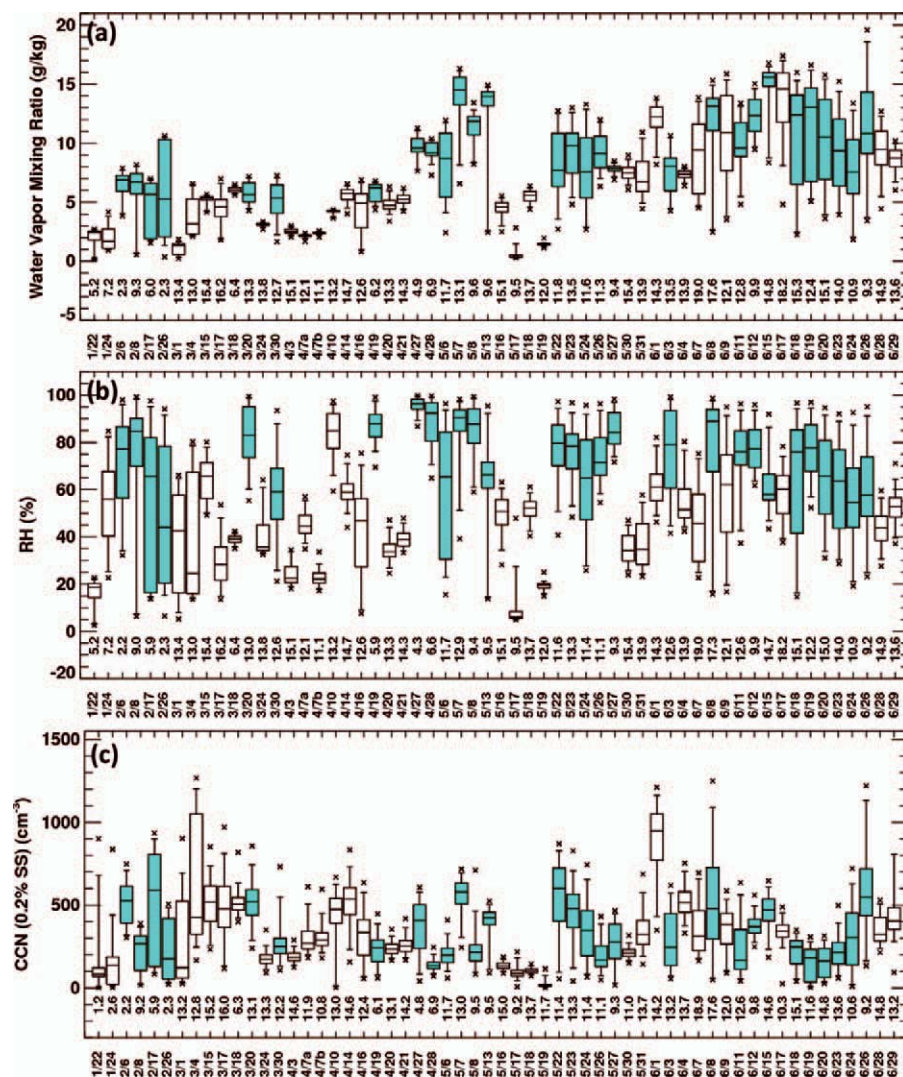 (a)
Water Vapor Mixing Ratio (g/kg)
20
15
10
5
0
-5
5.2 7.2 2.3 9.3 6.0 2.3 13.4 13.0 15.4 16.2 6.4 13.3 13.8 12.7 15.1 12.1 11.1 13.2 14.7 12.6 6.2 13.3 14.3 4.9 6.9 11.7 13.1 9.6 9.6 15.1 9.5 13.7 12.0 11.8 13.5 11.6 11.3 9.4 15.4 13.9 14.3 13.5 13.9 19.0 17.6 12.1 12.8 9.9 14.8 18.2 15.3 12.4 15.1 14.0 10.9 9.3 14.9 13.6
1/22 1/24 2/6 2/8 2/17 2/26 3/1 3/4 3/15 3/17 3/18 3/20 3/24 3/30 4/3 4/7a 4/7b 4/10 4/14 4/16 4/19 4/20 4/21 4/27 4/28 5/6 5/7 5/8 5/13 5/16 5/17 5/18 5/19 5/22 5/23 5/24 5/26 5/27 5/30 5/31 6/1 6/3 6/4 6/7 6/8 6/9 6/11 6/12 6/15 6/17 6/18 6/19 6/20 6/23 6/24 6/26 6/28 6/29
(b)
RH (%)
100
80
60
40
20
0
-20
5.2 7.2 2.2 9.0 5.9 2.3 13.4 13.0 15.4 16.2 6.4 13.0 13.8 12.6 15.1 12.1 11.1 13.2 14.7 12.6 5.9 13.3 14.3 4.3 6.6 11.7 12.9 9.4 9.5 15.1 9.5 13.7 12.0 11.6 13.3 11.4 11.1 9.3 15.4 13.9 14.3 12.6 13.9 19.0 17.3 12.1 12.6 9.9 14.7 18.2 15.1 12.2 15.0 14.0 10.9 9.2 14.9 13.6
1/22 1/24 2/6 2/8 2/17 2/26 3/1 3/4 3/15 3/17 3/18 3/20 3/24 3/30 4/3 4/7a 4/7b 4/10 4/14 4/16 4/19 4/20 4/21 4/27 4/28 5/6 5/7 5/8 5/13 5/16 5/17 5/18 5/19 5/22 5/23 5/24 5/26 5/27 5/30 5/31 6/1 6/3 6/4 6/7 6/8 6/9 6/11 6/12 6/15 6/17 6/18 6/19 6/20 6/23 6/24 6/26 6/28 6/29
(c)
CCN (0.2% SS) (cm⁻³)
1500
1000
500
0
1.2 2.6 2.2 9.2 5.9 2.3 13.2 12.8 15.2 16.0 6.3 13.1 13.2 12.2 14.8 11.9 10.9 13.0 14.6 12.4 6.1 13.1 14.2 4.8 6.9 11.7 13.0 9.5 9.5 15.0 9.2 13.7 11.7 11.4 13.2 11.4 11.1 9.3 11.0 13.7 14.2 13.2 13.7 18.9 17.6 12.0 12.6 9.8 14.6 10.3 15.1 11.6 14.8 13.6 10.6 9.2 14.8 13.2
1/22 1/24 2/6 2/8 2/17 2/26 3/1 3/4 3/15 3/17 3/18 3/20 3/24 3/30 4/3 4/7a 4/7b 4/10 4/14 4/16 4/19 4/20 4/21 4/27 4/28 5/6 5/7 5/8 5/13 5/16 5/17 5/18 5/19 5/22 5/23 5/24 5/26 5/27 5/30 5/31 6/1 6/3 6/4 6/7 6/8 6/9 6/11 6/12 6/15 6/17 6/18 6/19 6/20 6/23 6/24 6/26 6/28 6/29